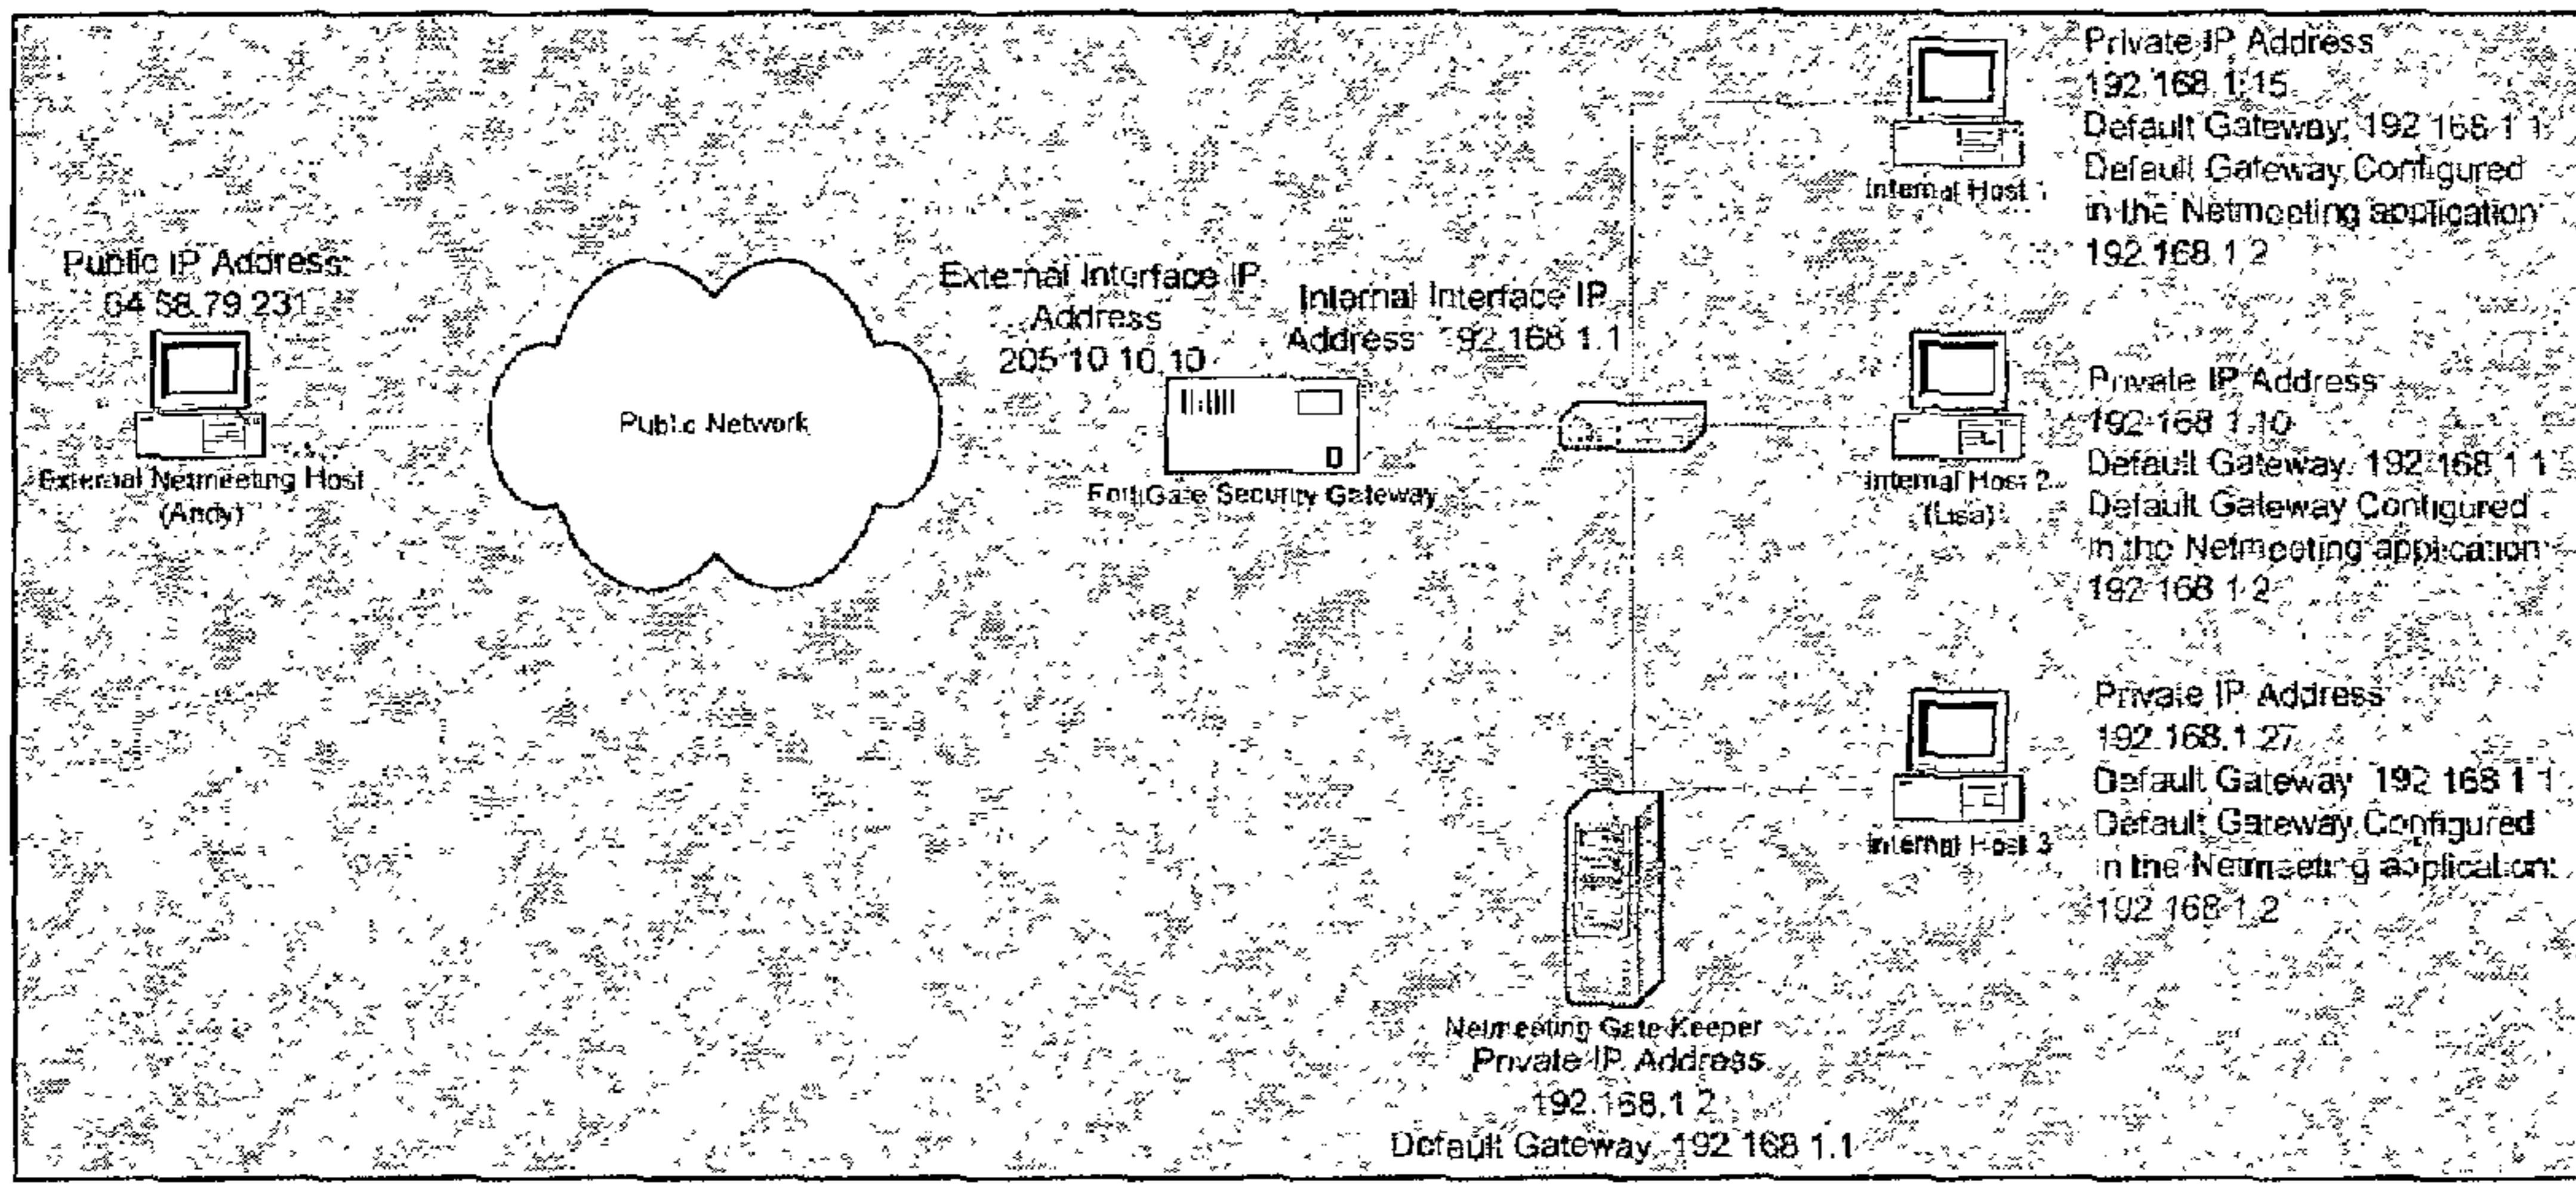 Public IP Address:
64.58.79.231
External Netmeeting Host
(Andy)
Public Network
External Interface IP
Address
205.10.10.10
Internal Interface IP
Address 192.168.1.1
FortiGate Security Gateway
Private IP Address
192.168.1.15
Default Gateway: 192.168.1.1
Default Gateway Configured
in the Netmeeting application
192.168.1.2
Internal Host 1
Private IP Address
192.168.1.10
Default Gateway: 192.168.1.1
Default Gateway Configured
in the Netmeeting application
192.168.1.2
Internal Host 2
(Lisa)
Private IP Address
192.168.1.27
Default Gateway 192.168.1.1
Default Gateway Configured
in the Netmeeting application:
192.168.1.2
Internal Host 3
Netmeeting Gate Keeper
Private IP Address
192.168.1.2
Default Gateway: 192.168.1.1